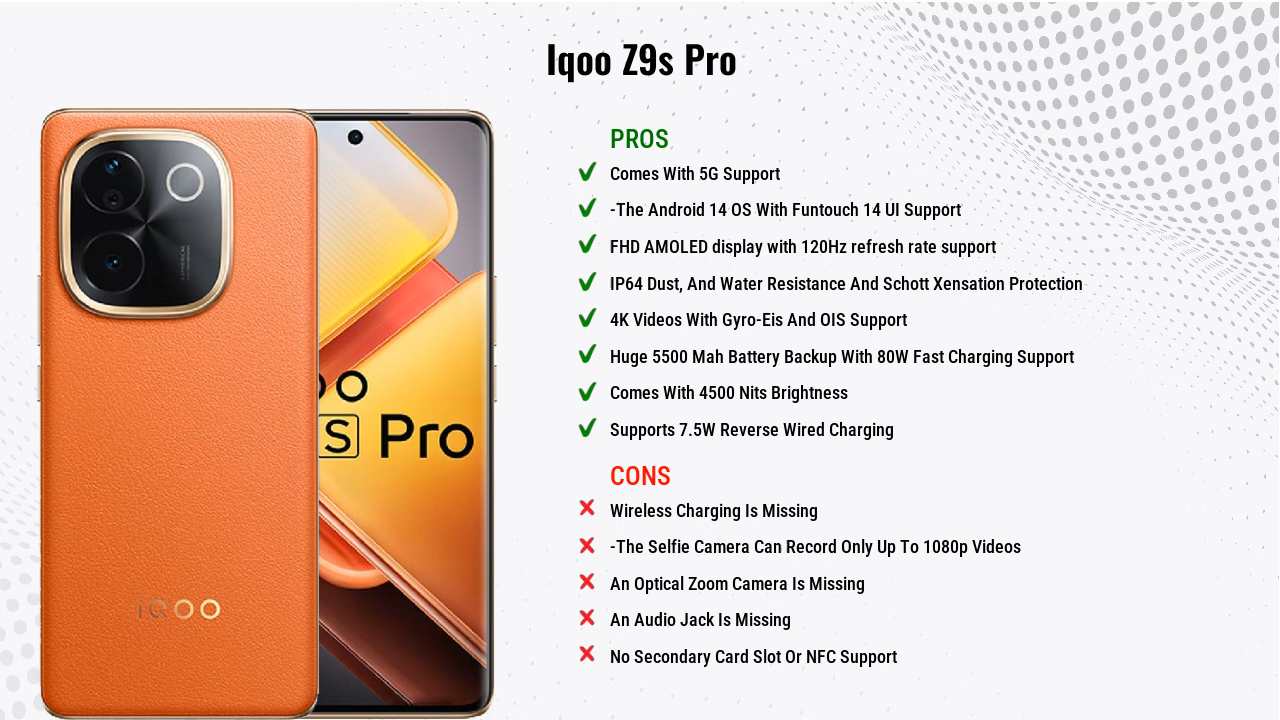 Iqoo Z9s Pro
PROS
Comes With 5G Support
-The Android 14 OS With Funtouch 14 UI Support
FHD AMOLED display with 120Hz refresh rate support
IP64 Dust, And Water Resistance And Schott Xensation Protection
4K Videos With Gyro-Eis And OIS Support
Huge 5500 Mah Battery Backup With 80W Fast Charging Support
Comes With 4500 Nits Brightness
Supports 7.5W Reverse Wired Charging
CONS
Wireless Charging Is Missing
-The Selfie Camera Can Record Only Up To 1080p Videos
An Optical Zoom Camera Is Missing
An Audio Jack Is Missing
No Secondary Card Slot Or NFC Support
OO
S Pro
iQOO